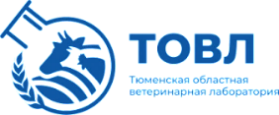 ТОВЛ
Тюменская областная
ветеринарная лаборатория